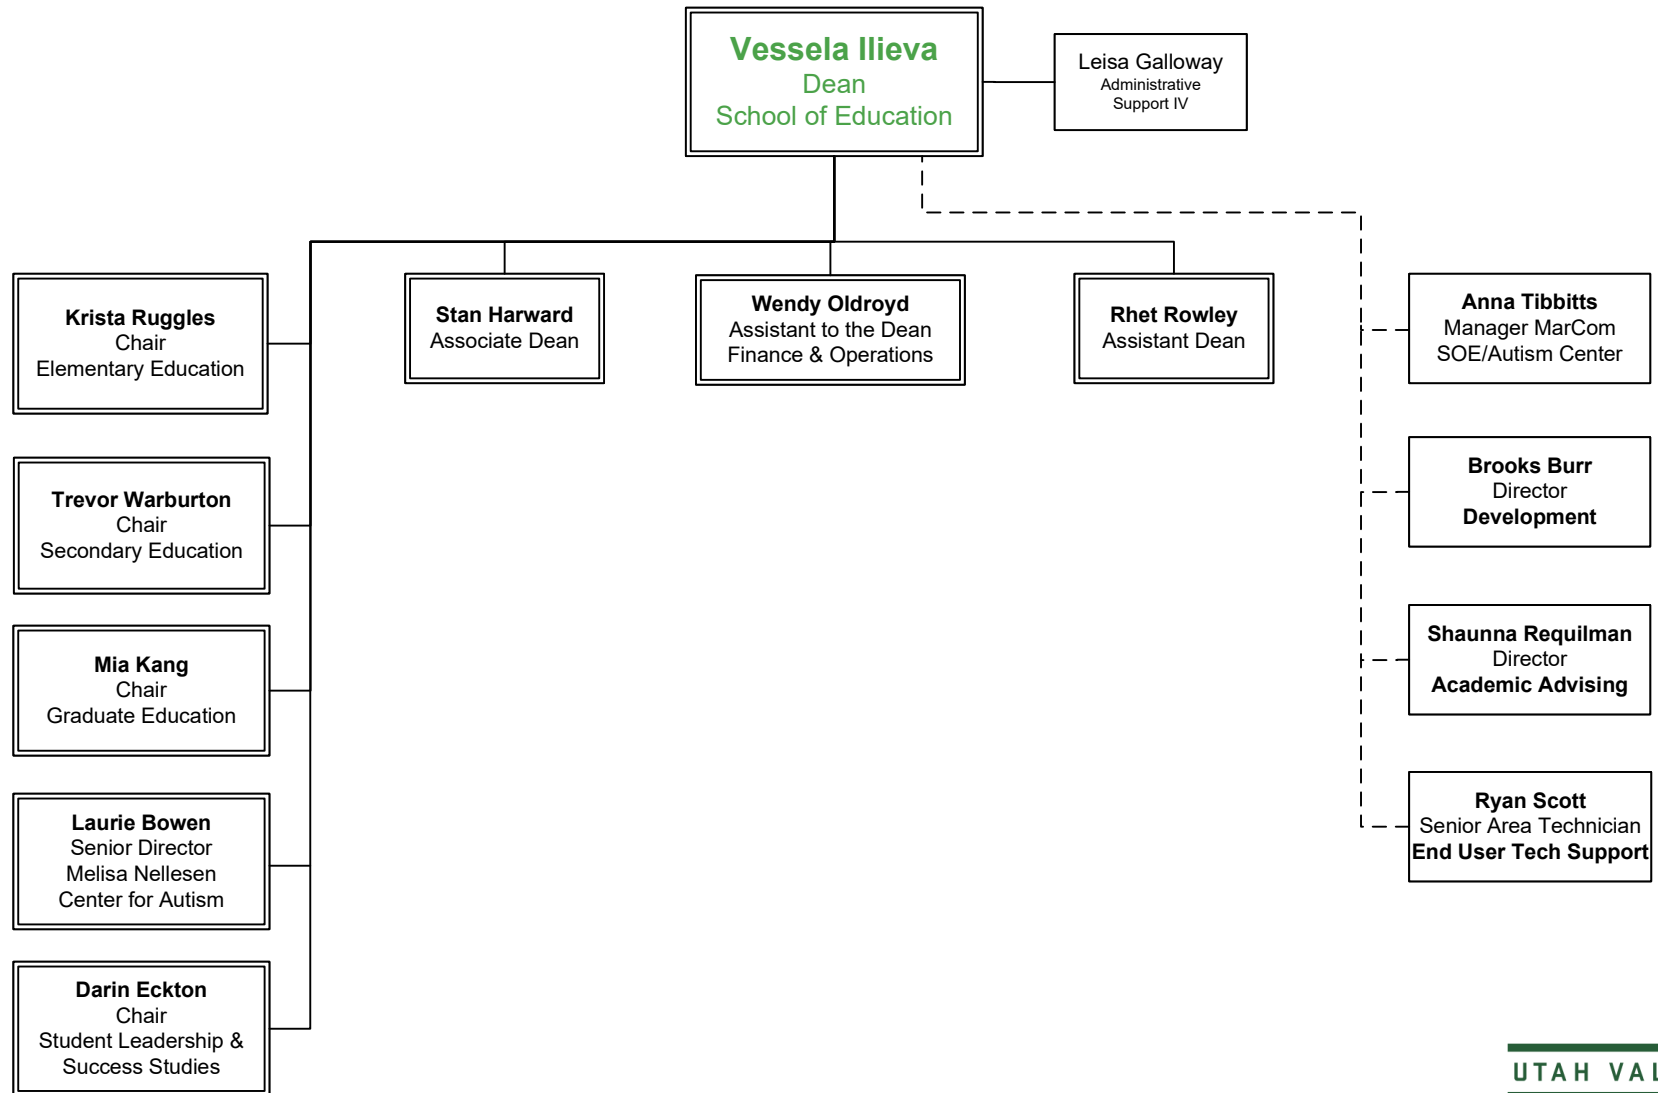 Vessela Ilieva
Dean
School of Education
Leisa Galloway
Administrative
Support IV
Krista Ruggles
Chair
Elementary Education
Stan Harward
Associate Dean
Wendy Oldroyd
Assistant to the Dean
Finance & Operations
Rhet Rowley
Assistant Dean
Anna Tibbitts
Manager MarCom
SOE/Autism Center
Trevor Warburton
Chair
Secondary Education
Brooks Burr
Director
Development
Mia Kang
Chair
Graduate Education
Shaunna Requilman
Director
Academic Advising
Laurie Bowen
Senior Director
Melisa Nellesen
Center for Autism
Ryan Scott
Senior Area Technician
End User Tech Support
Darin Eckton
Chair
Student Leadership &
Success Studies
UTAH VAL